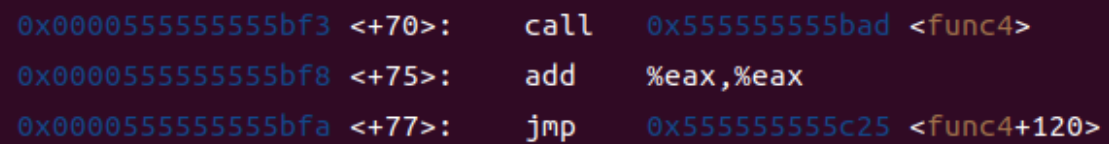 0x0000555555555bf3 <+70>: call 0x555555555bad <func4>
0x0000555555555bf8 <+75>: add %eax,%eax
0x0000555555555bfa <+77>: jmp 0x555555555c25 <func4+120>